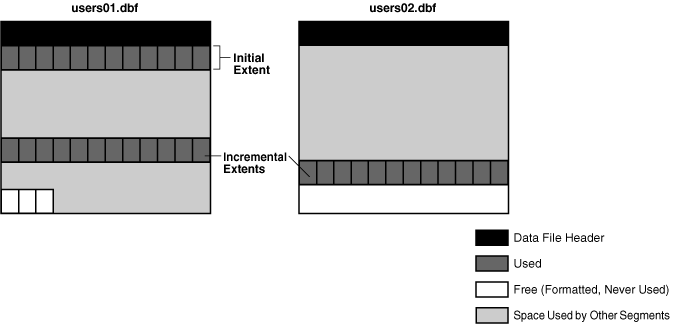 users01.dbf
users02.dbf
Initial
Extent
Incremental
Extents
Data File Header
Used
Free (Formatted, Never Used)
Space Used by Other Segments